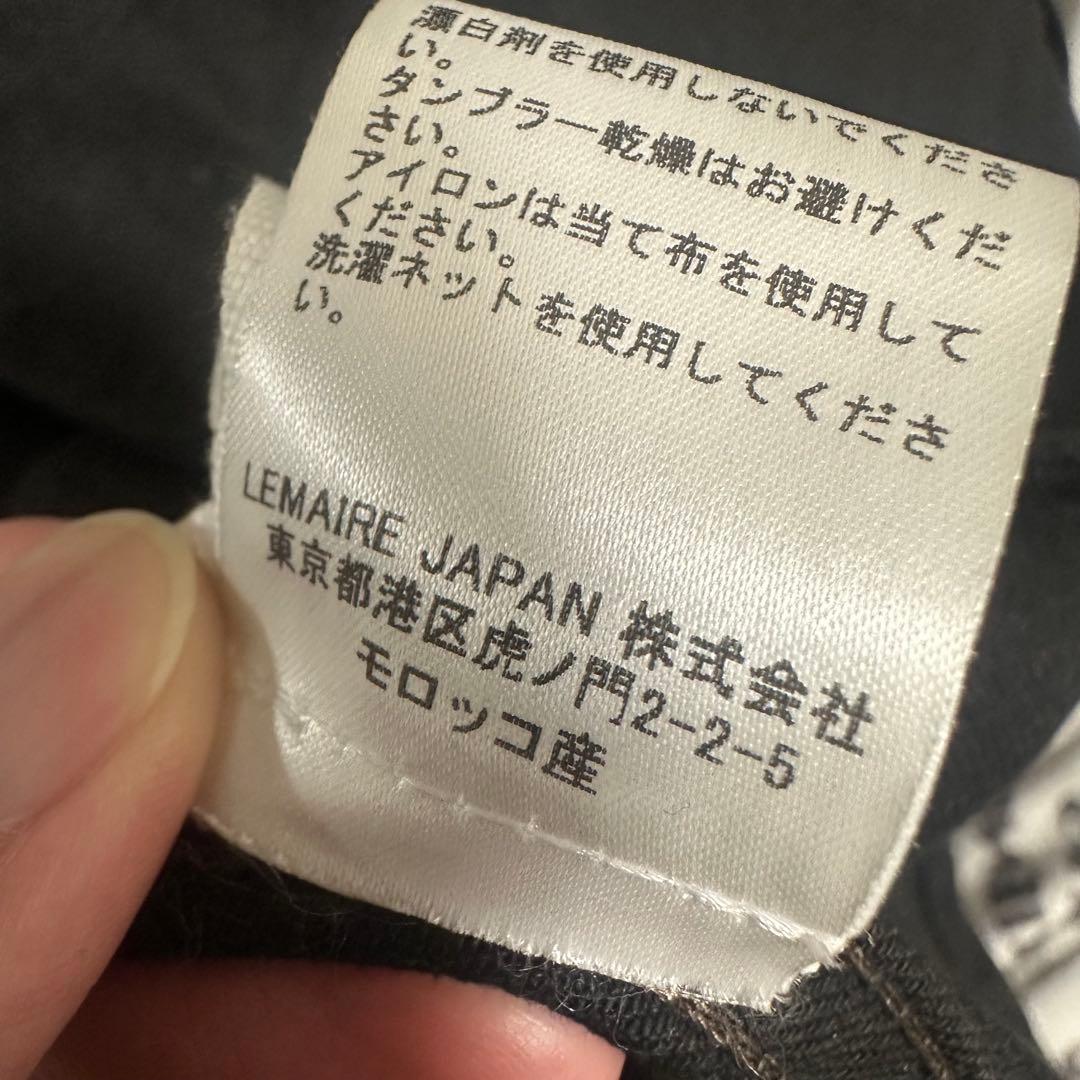 漂白剤を使用しないでくださ
い。
タンブラー乾燥はお避けくだ
さい。
アイロンは当て布を使用して
ください。
洗濯ネットを使用してくださ
い。
LEMAIRE JAPAN 株式会社
東京都港区虎ノ門2-2-5
モロッコ産